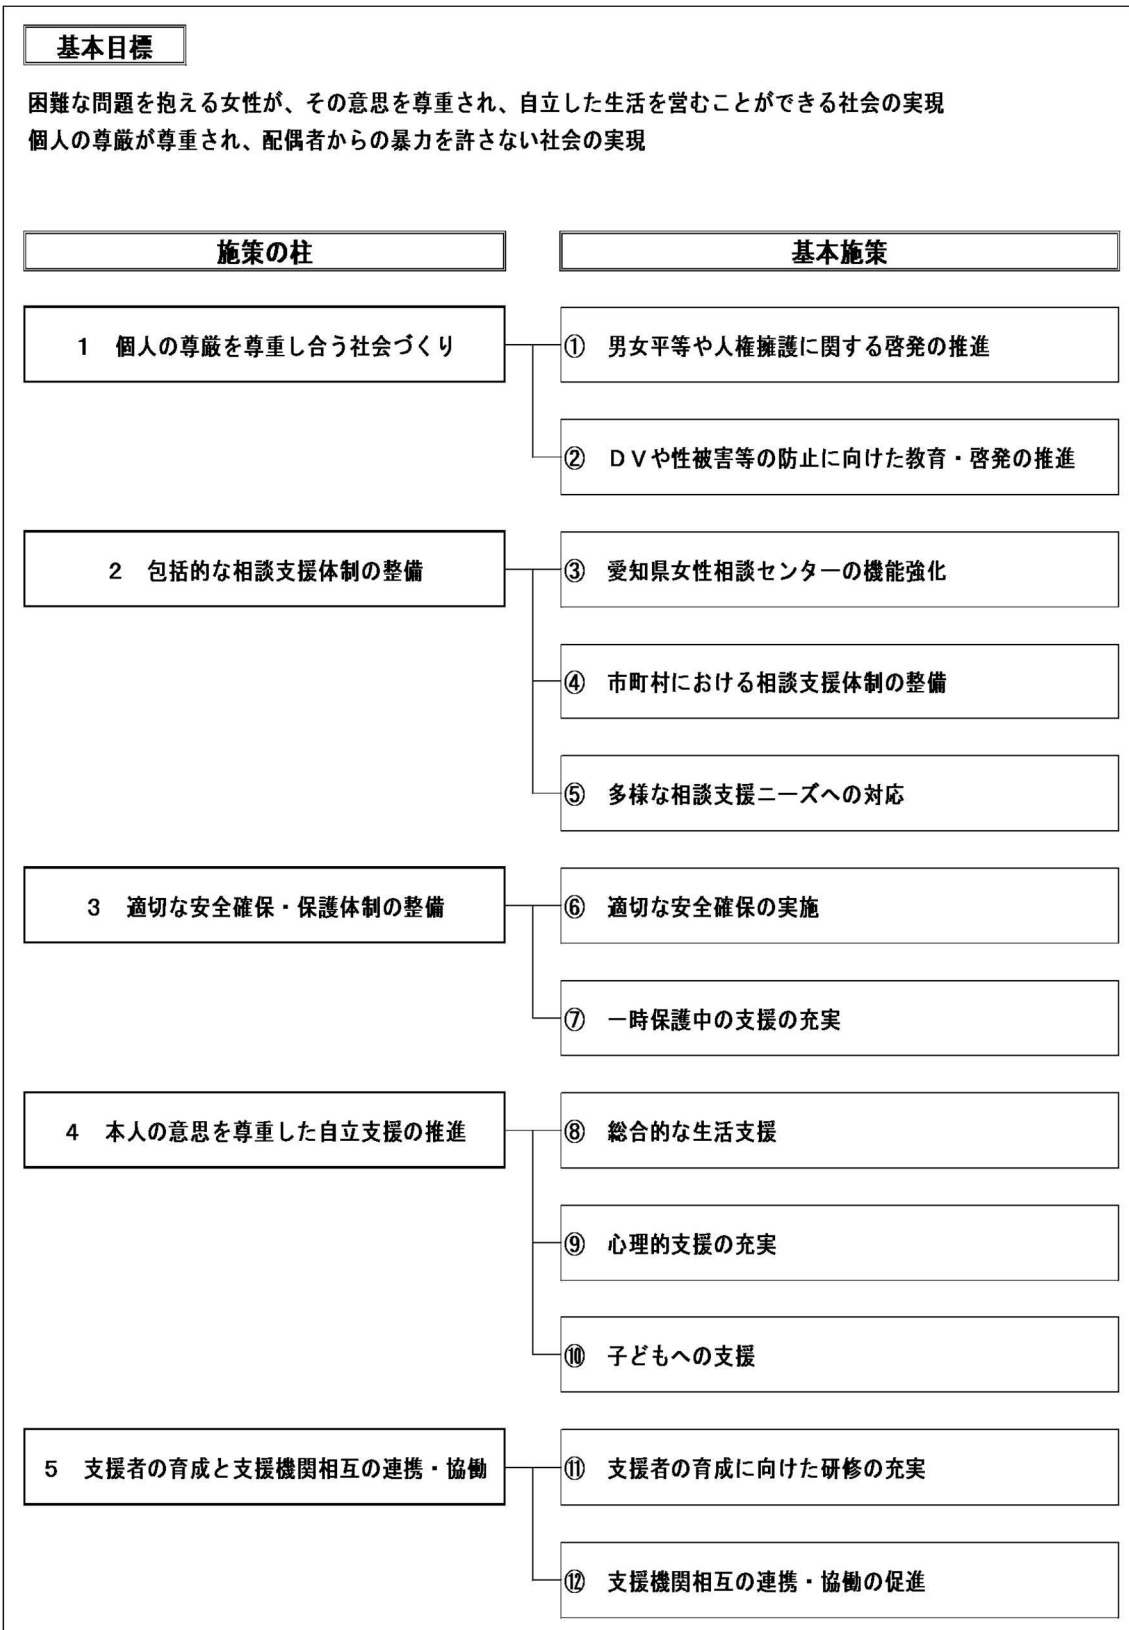 基本目標
困難な問題を抱える女性が、その意思を尊重され、自立した生活を営むことができる社会の実現
個人の尊厳が尊重され、配偶者からの暴力を許さない社会の実現
施策の柱
基本施策
1 個人の尊厳を尊重し合う社会づくり
① 男女平等や人権擁護に関する啓発の推進
② ＤＶや性被害等の防止に向けた教育・啓発の推進
2 包括的な相談支援体制の整備
③ 愛知県女性相談センターの機能強化
④ 市町村における相談支援体制の整備
⑤ 多様な相談支援ニーズへの対応
3 適切な安全確保・保護体制の整備
⑥ 適切な安全確保の実施
⑦ 一時保護中の支援の充実
4 本人の意思を尊重した自立支援の推進
⑧ 総合的な生活支援
⑨ 心理的支援の充実
⑩ 子どもへの支援
5 支援者の育成と支援機関相互の連携・協働
⑪ 支援者の育成に向けた研修の充実
⑫ 支援機関相互の連携・協働の促進